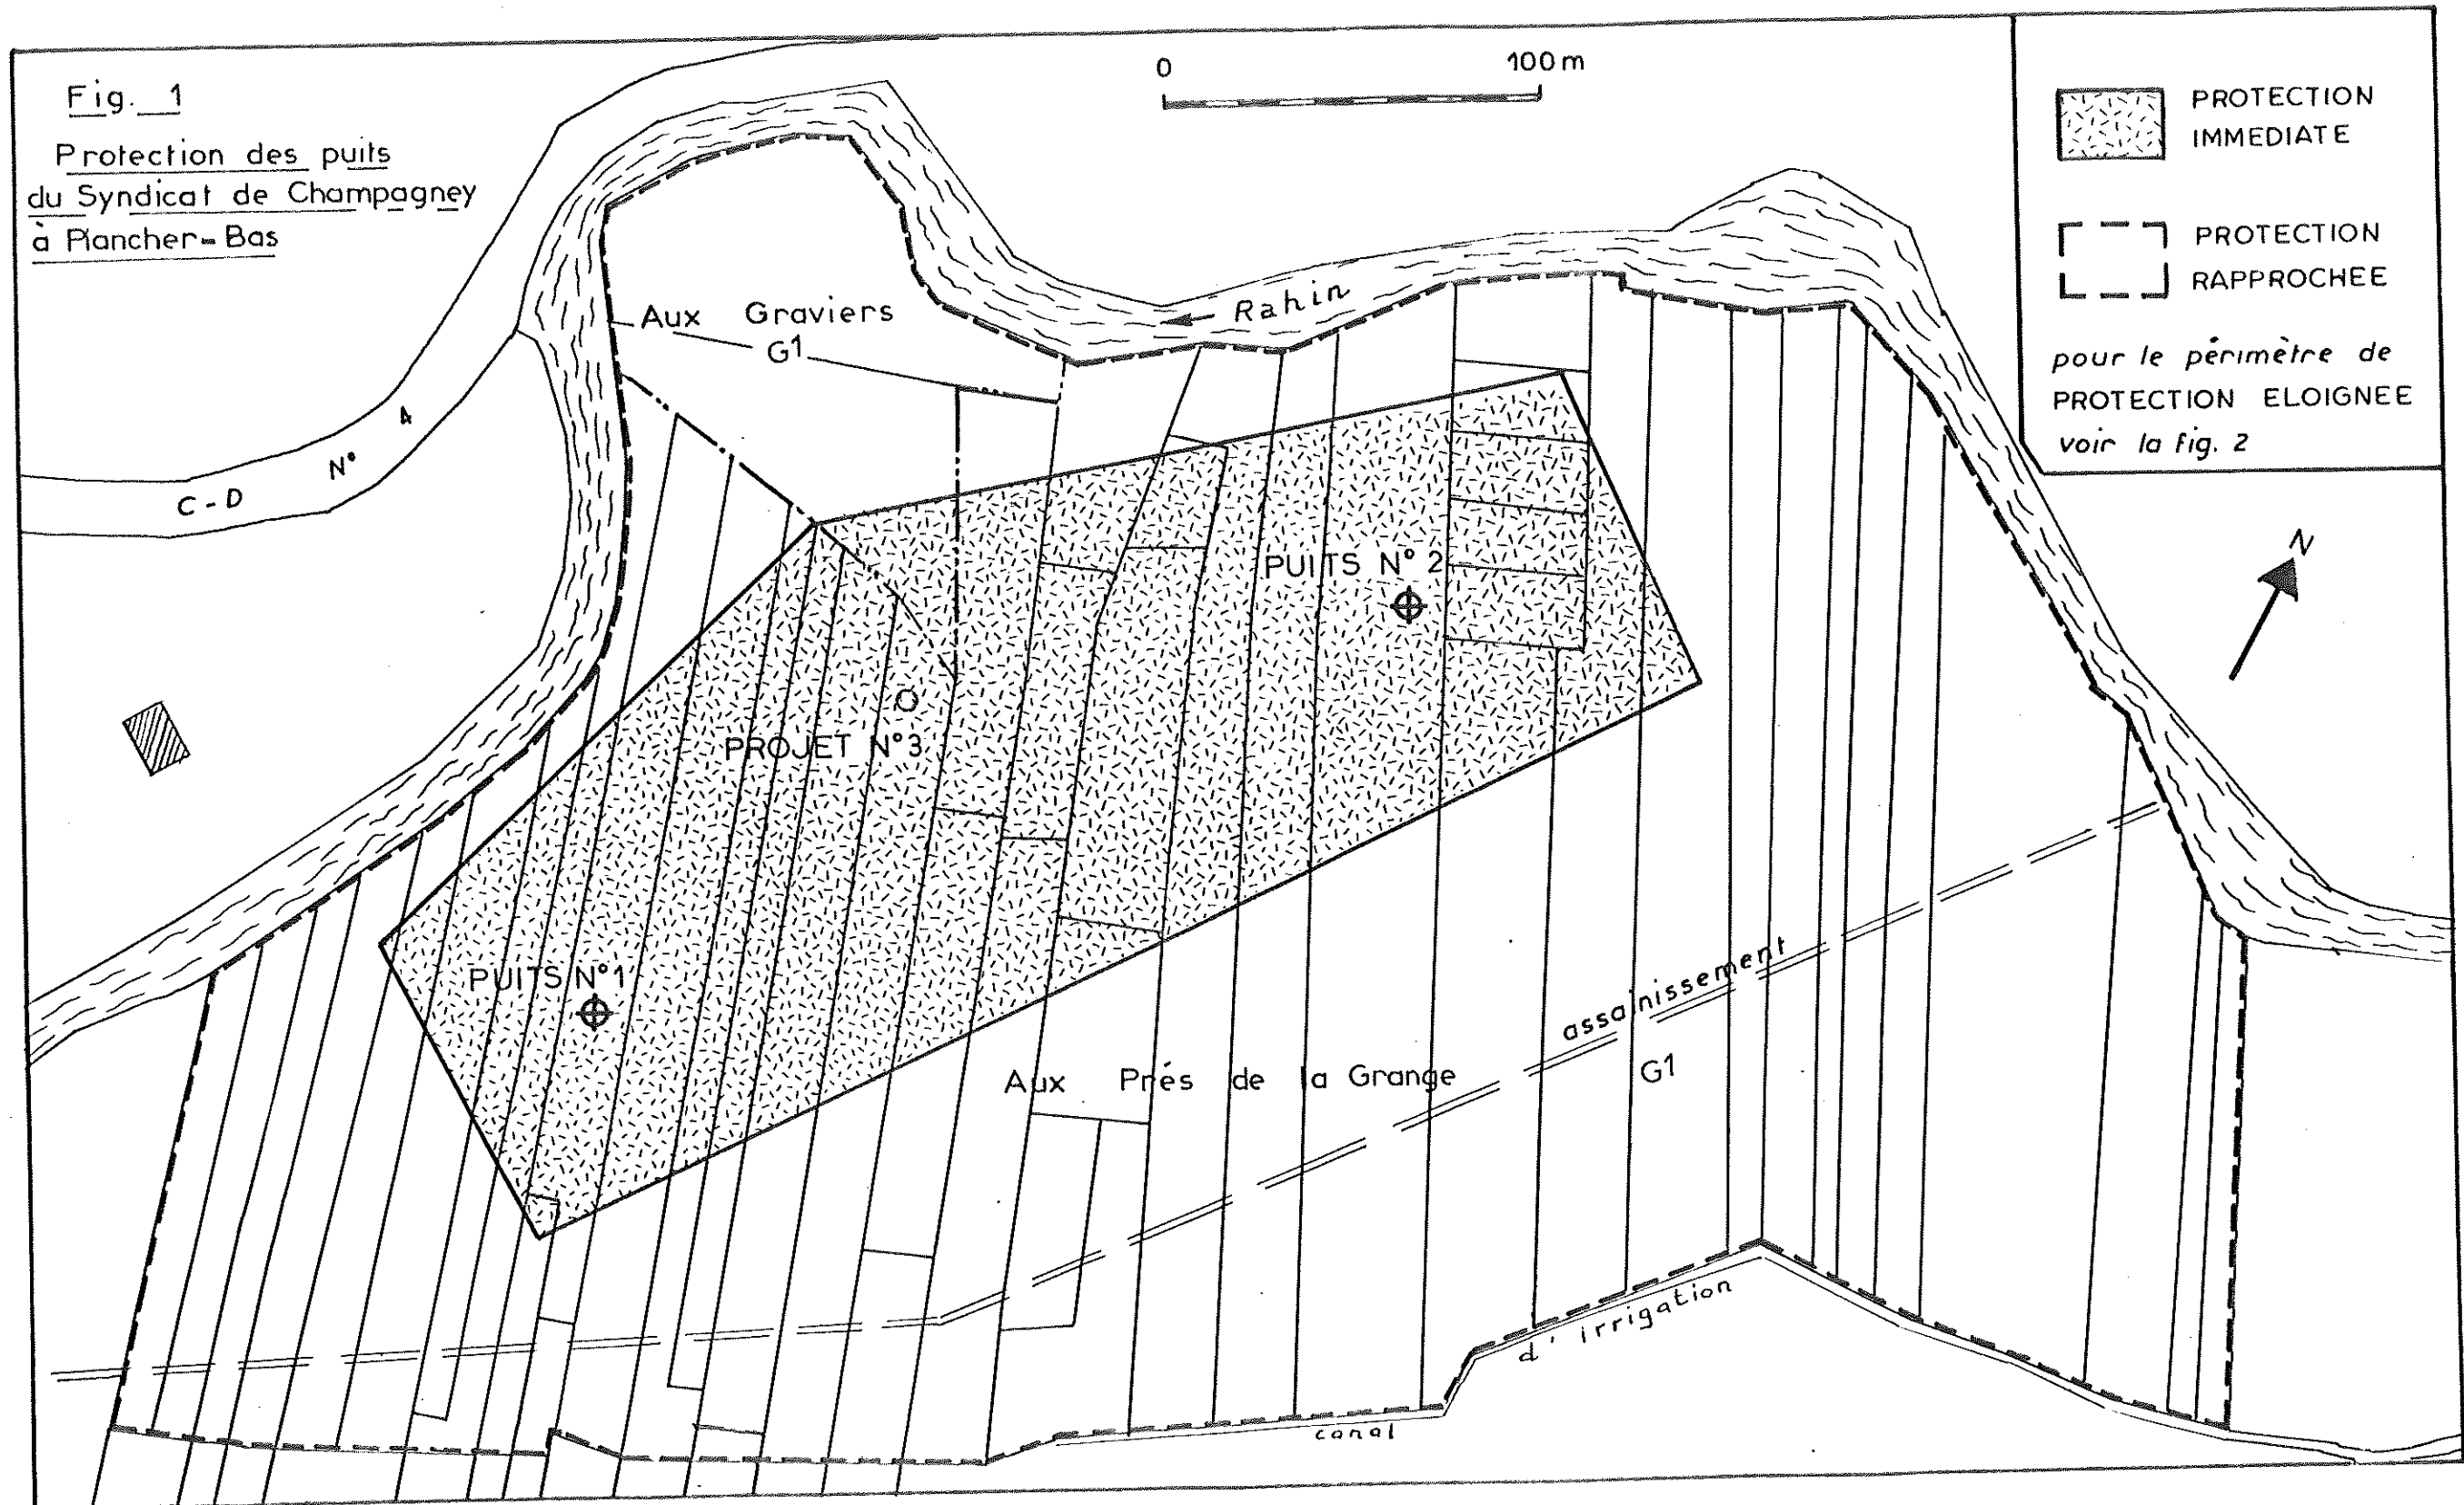 Fig. 1
Protection des puits
du Syndicat de Champagney
à Plancher-Bas
0 100 m
PROTECTION
IMMEDIATE
PROTECTION
RAPPROCHEE
pour le périmètre de
PROTECTION ELOIGNEE
voir la fig. 2
N
Aux Graviers
G1
Rahin
C-D N° 4
PUITS N° 2
PROJET N°3
PUITS N°1
assainissement
Aux Prés de la Grange
G1
canal d'irrigation